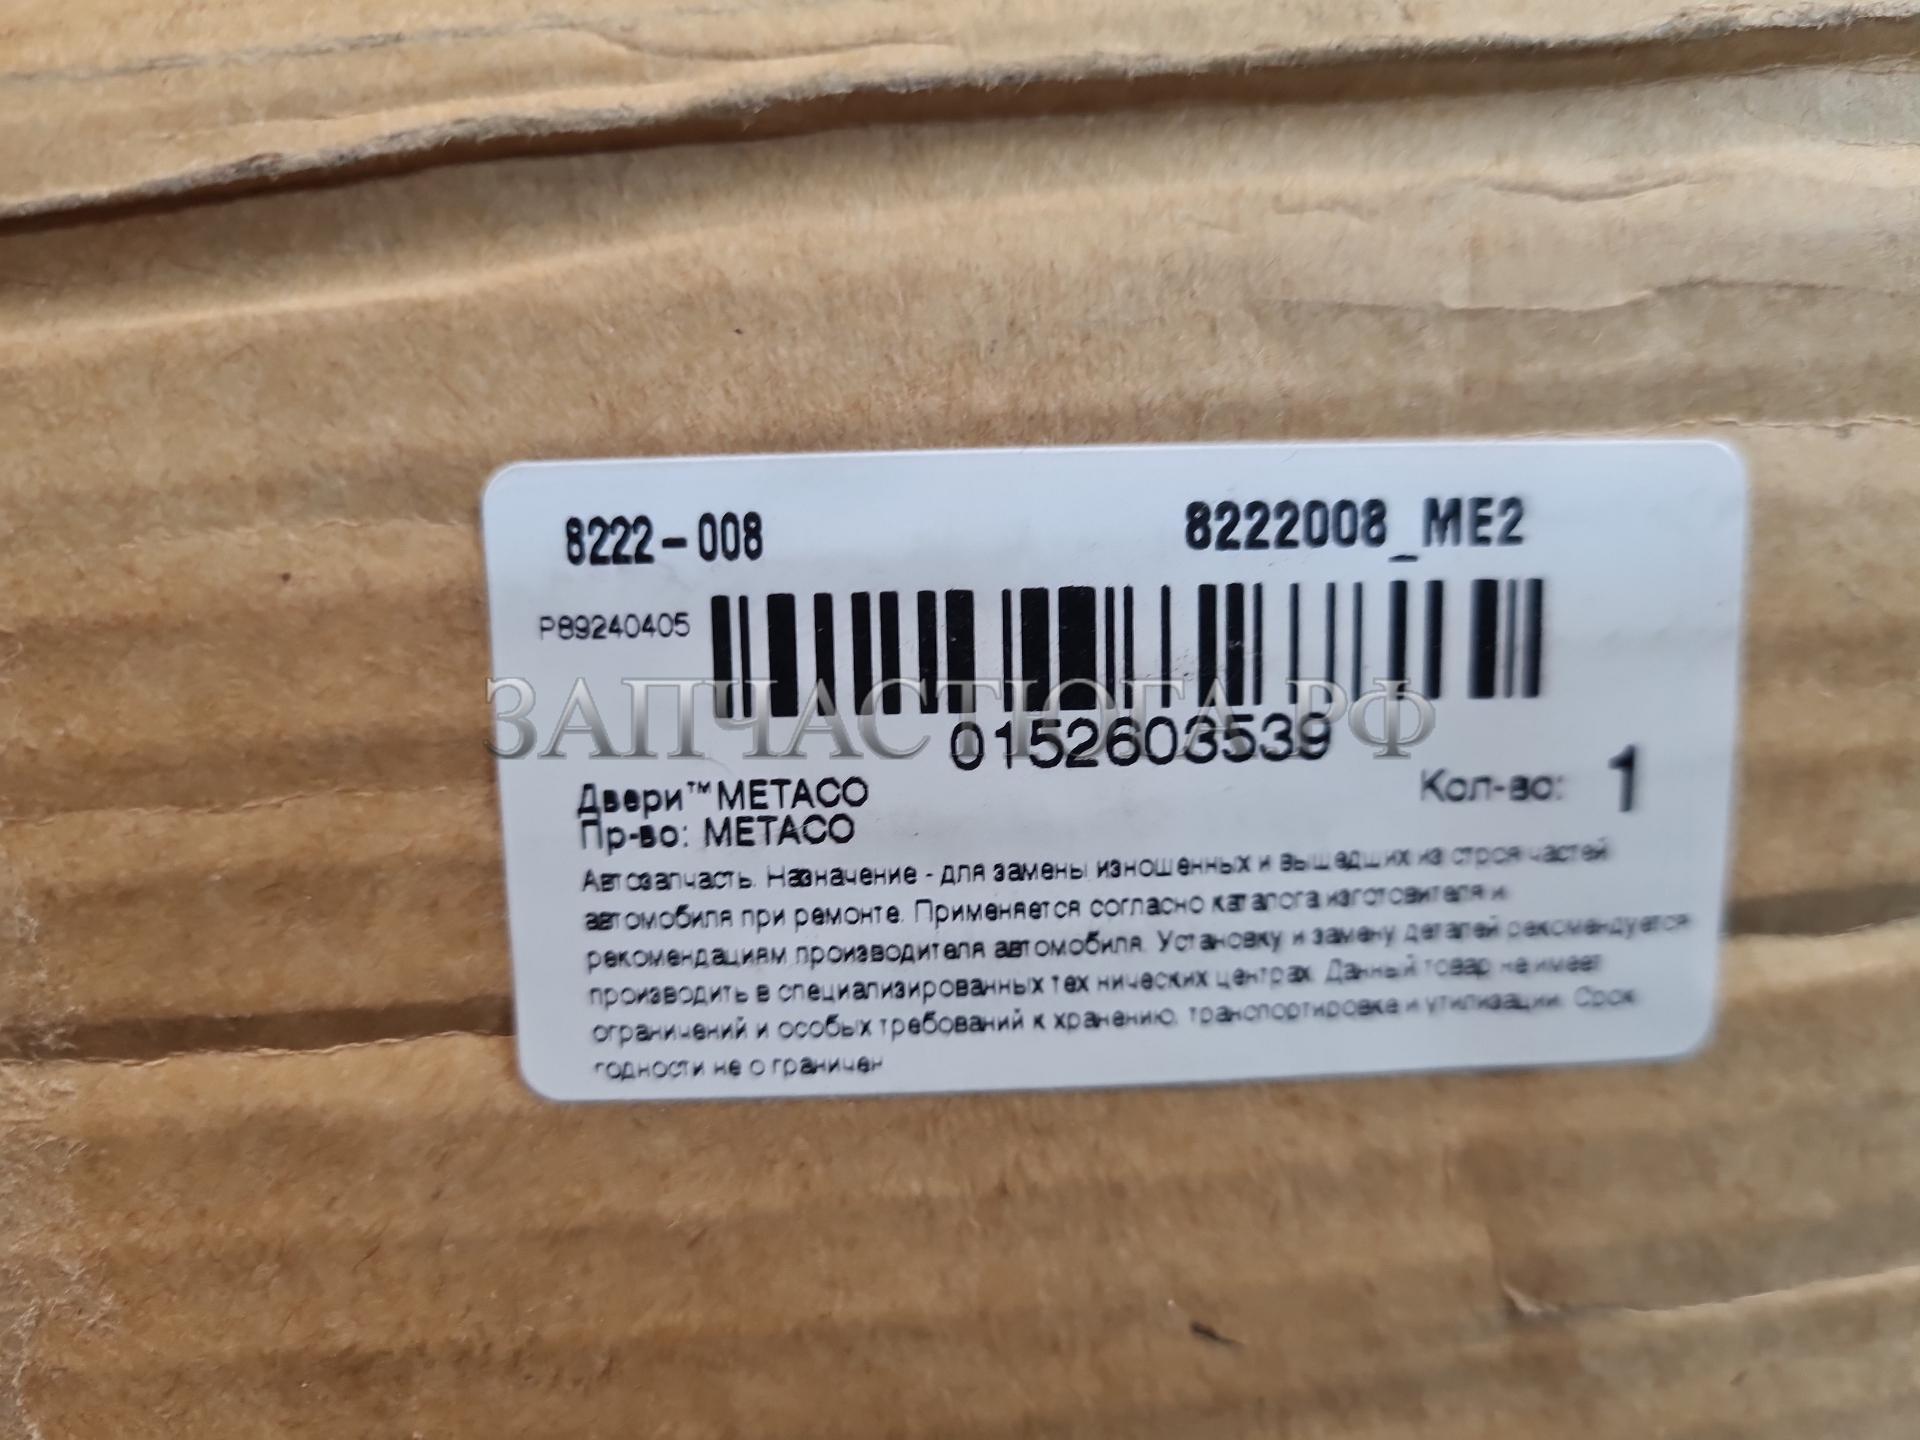 8222-008
8222008_ME2
P89240405
ЗАПЧАСТЮГА.РФ
0152603539
Двери™METACO
Кол-во: 1
Пр-во: METACO
Автозапчасть. Назначение - для замены изношенных и вышедших из строя частей
автомобиля при ремонте. Применяется согласно каталога изготовителя и
рекомендациям производителя автомобиля. Установку и замену деталей рекомендуется
производить в специализированных тех нических центрах. Данный товар не имеет
ограничений и особых требований к хранению, транспортировке и утилизации. Срок
годности не о граничен